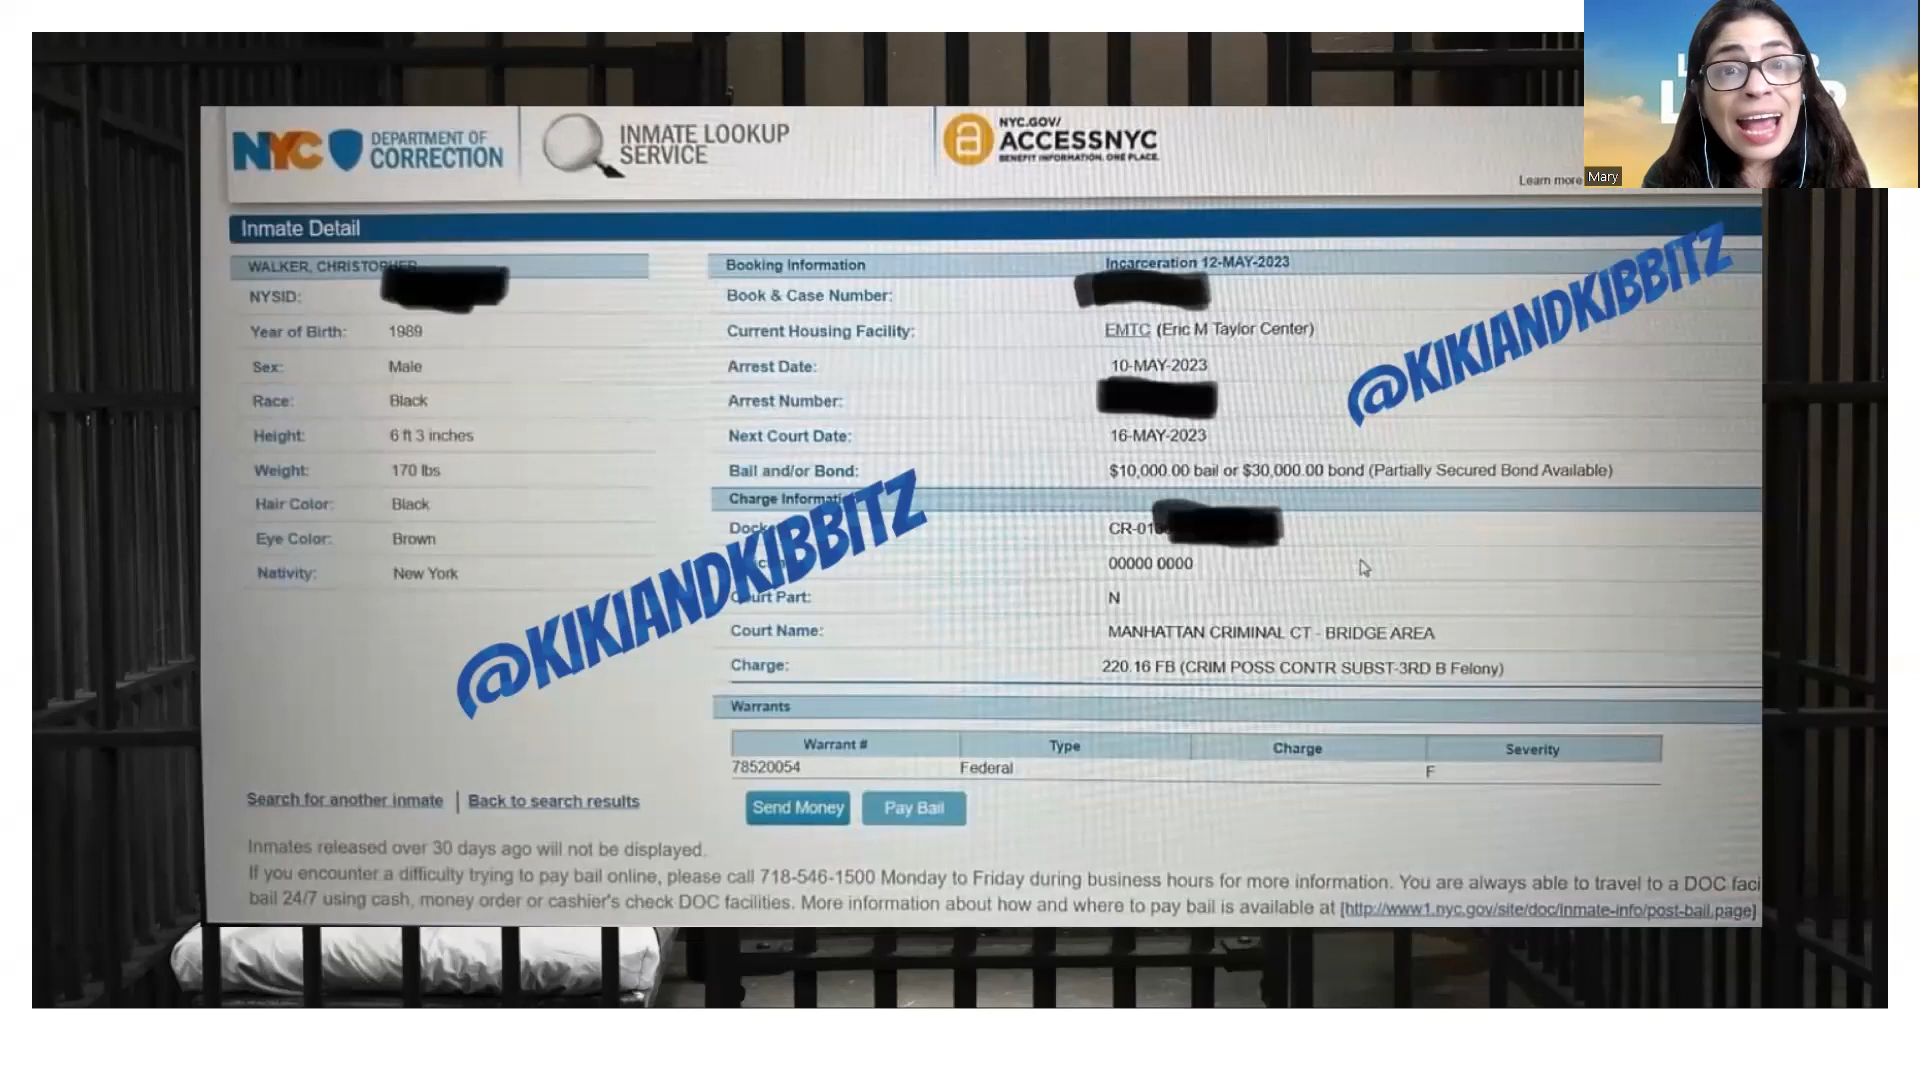 NYC DEPARTMENT OF CORRECTION
INMATE LOOKUP SERVICE
NYC.GOV/
ACCESSNYC
BENEFIT INFORMATION. ONE PLACE.
Learn more
Mary
Inmate Detail
WALKER, CHRISTOPHER
NYSID:
Year of Birth: 1989
Sex: Male
Race: Black
Height: 6 ft 3 inches
Weight: 170 lbs
Hair Color: Black
Eye Color: Brown
Nativity: New York
Booking Information Incarceration 12-MAY-2023
Book & Case Number:
Current Housing Facility: EMTC (Eric M Taylor Center)
Arrest Date: 10-MAY-2023
Arrest Number:
Next Court Date: 16-MAY-2023
Bail and/or Bond: $10,000.00 bail or $30,000.00 bond (Partially Secured Bond Available)
Charge Informati
Dock CR-01
00000 0000
Court Part: N
Court Name: MANHATTAN CRIMINAL CT - BRIDGE AREA
Charge: 220.16 FB (CRIM POSS CONTR SUBST-3RD B Felony)
Warrants
Warrant # Type Charge Severity
78520054 Federal F
Search for another inmate | Back to search results
Send Money Pay Bail
Inmates released over 30 days ago will not be displayed.
If you encounter a difficulty trying to pay bail online, please call 718-546-1500 Monday to Friday during business hours for more information. You are always able to travel to a DOC faci
bail 24/7 using cash, money order or cashier's check DOC facilities. More information about how and where to pay bail is available at [http://www1.nyc.gov/site/doc/inmate-info/post-bail.page]
@KIKIANDKIBBITZ
@KIKIANDKIBBITZ